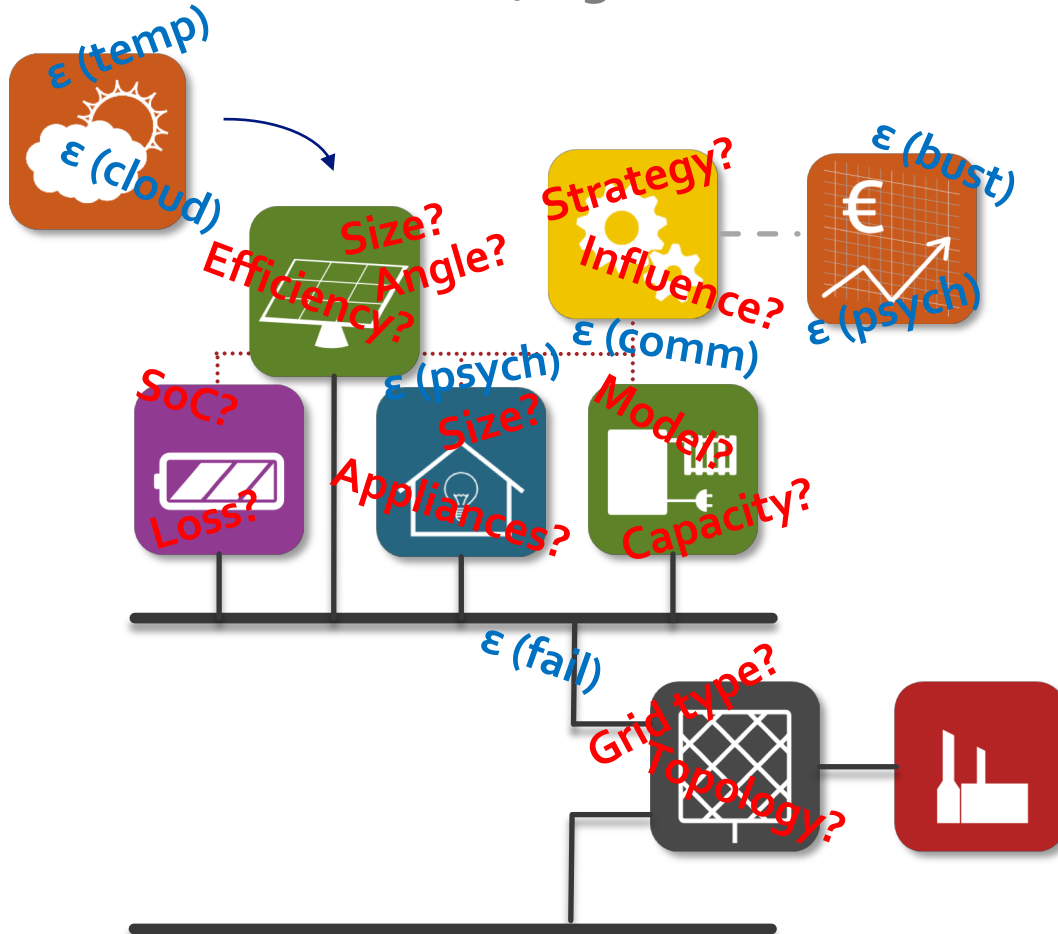 ε (temp)
ε (cloud)
Size?
Angle?
Efficiency?
Strategy?
Influence?
€
ε (bust)
ε (psych)
ε (comm)
SoC?
Loss?
ε (psych)
Size?
Appliances?
Model?
Capacity?
ε (fail)
Grid type?
Topology?